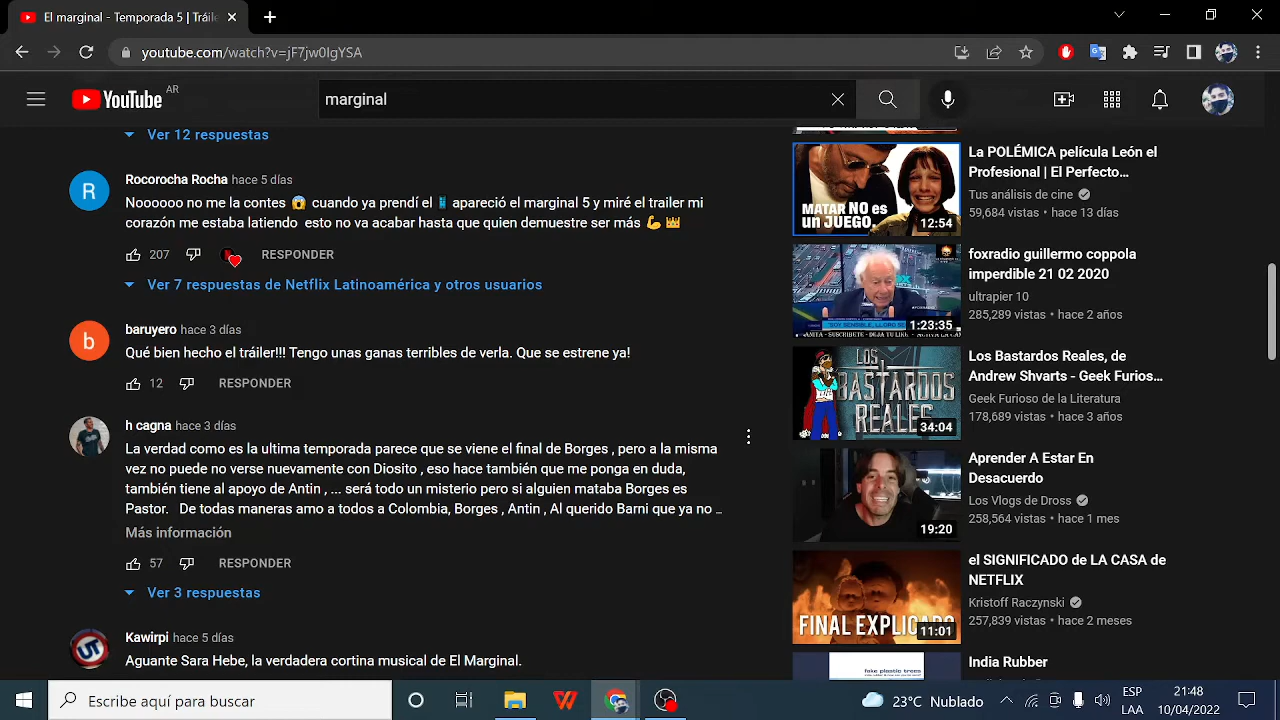 El marginal - Temporada 5 | Tráile
youtube.com/watch?v=jF7jw0IgYSA
YouTube
AR
marginal
Ver 12 respuestas
Roconcha Rocha hace 5 días
Nooooooo no me la contes 😱 cuando ya prendí el 📱 apareció el marginal 5 y miré el trailer mi
corazón me quedaba latiendo esto no va acabar hasta que quien demuestre ser más 💪 👑
RESPONDER
Ver 7 respuestas de Netflix Latinoamérica y otros usuarios
baruyero hace 3 días
Qué bien hecho el trailer!!! Tengo unas ganas terribles de verla. Que se estrene ya!
12
RESPONDER
h cagna hace 3 días
La verdad como es la ultima temporada parece que se viene el final de Borges , pero a la misma
vez no puede no verse nuevamente con Diosito , eso hace también que me ponga en duda,
también tiene al apoyo de Antin , ... será todo un misterio pero si alguien mataba Borges es
Pastor , de todas maneras amo a todos a Colombia, Borges , Antin , Al querido Barni que ya no ...
Más información
57
RESPONDER
Ver 3 respuestas
Kawirpi hace 5 días
Aguante Sara Hebe, la verdadera cortina musical de El Marginal.
MATAR NO es
un JUEGO.
12:54
La POLÉMICA película León el
Profesional | El Perfecto…
Tus análisis de cine
59,684 vistas • hace 13 días
1:23:35
foxradio guillermo coppola
imperdible 21 02 2020
ultrapier 10
285,289 vistas • hace 2 años
LOS
BASTARDOS
REALES
34:04
Los Bastardos Reales, de
Andrew Shvarts - Geek Furios…
Geek Furioso de la Literatura
178,689 vistas • hace 3 años
19:20
Aprender A Estar En
Desacuerdo
Los Vlogs de Dross
258,564 vistas • hace 1 mes
FINAL EXPLICADO
11:01
el SIGNIFICADO de LA CASA de
NETFLIX
Kristoff Raczynski
257,839 vistas • hace 2 meses
fake plastic trees
India Rubber
Escribe aquí para buscar
23°C Nublado
ESP
LAA
21:48
10/04/2022